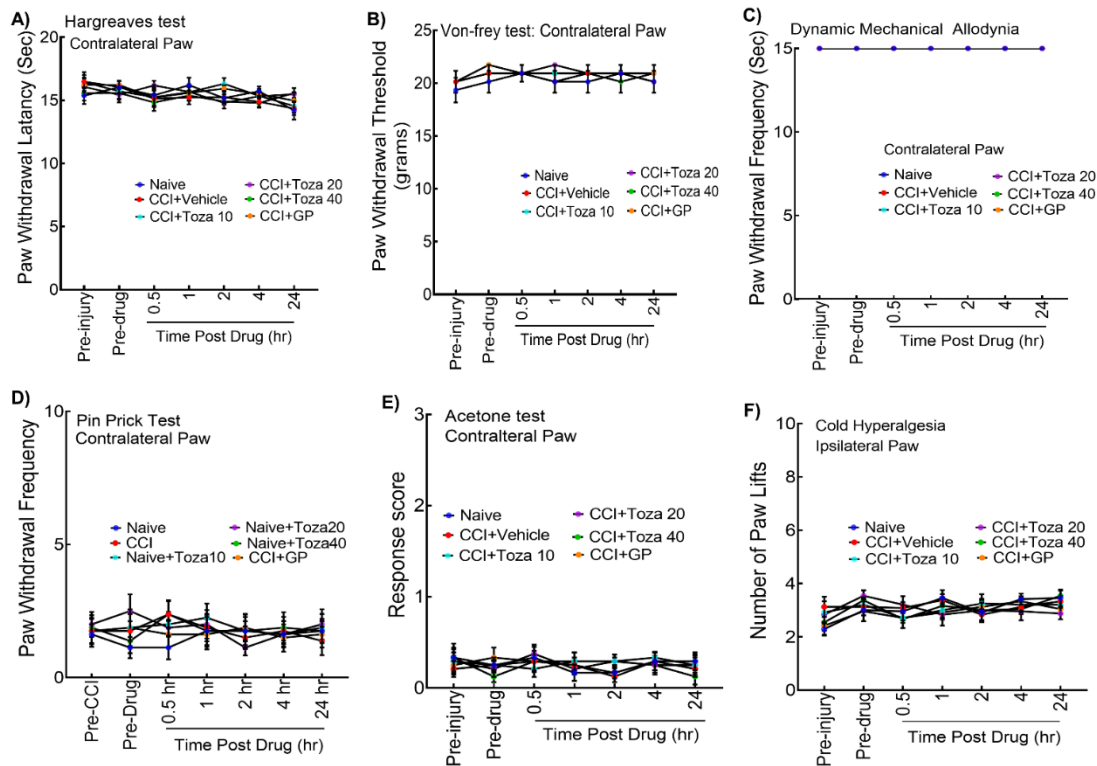 A)
Hargreaves test
Contralateral Paw
Paw Withdrawal Latancy (Sec)
20
15
10
5
0
Naive
CCI+Vehicle
CCI+Toza 10
CCI+Toza 20
CCI+Toza 40
CCI+GP
Pre-injury
Pre-drug
0.5
1
2
4
24
Time Post Drug (hr)
B)
Von-frey test: Contralateral Paw
Paw Withdrawal Threshold
(grams)
25
20
15
10
5
0
Naive
CCI+Vehicle
CCI+Toza 10
CCI+Toza 20
CCI+Toza 40
CCI+GP
Pre-injury
Pre-drug
0.5
1
2
4
24
Time Post Drug (hr)
C)
Dynamic Mechanical Allodynia
Paw Withdrawal Frequency (Sec)
15
10
5
0
Contralateral Paw
Naive
CCI+Vehicle
CCI+Toza 10
CCI+Toza 20
CCI+Toza 40
CCI+GP
Pre-injury
Pre-drug
0.5
1
2
4
24
Time Post Drug (hr)
D)
Pin Prick Test
Contralateral Paw
Paw Withdrawal Frequency
10
5
0
Naive
CCI
Naive+Toza10
Naive+Toza20
Naive+Toza40
CCI+GP
Pre-CCI
Pre-Drug
0.5 hr
1 hr
2 hr
4 hr
24 hr
Time Post Drug (hr)
E)
Acetone test
Contralteral Paw
Response score
3
2
1
0
Naive
CCI+Vehicle
CCI+Toza 10
CCI+Toza 20
CCI+Toza 40
CCI+GP
Pre-injury
Pre-drug
0.5
1
2
4
24
Time Post Drug (hr)
F)
Cold Hyperalgesia
Ipsilateral Paw
Number of Paw Lifts
10
8
6
4
2
0
Naive
CCI+Vehicle
CCI+Toza 10
CCI+Toza 20
CCI+Toza 40
CCI+GP
Pre-injury
Pre-drug
0.5
1
2
4
24
Time Post Drug (hr)